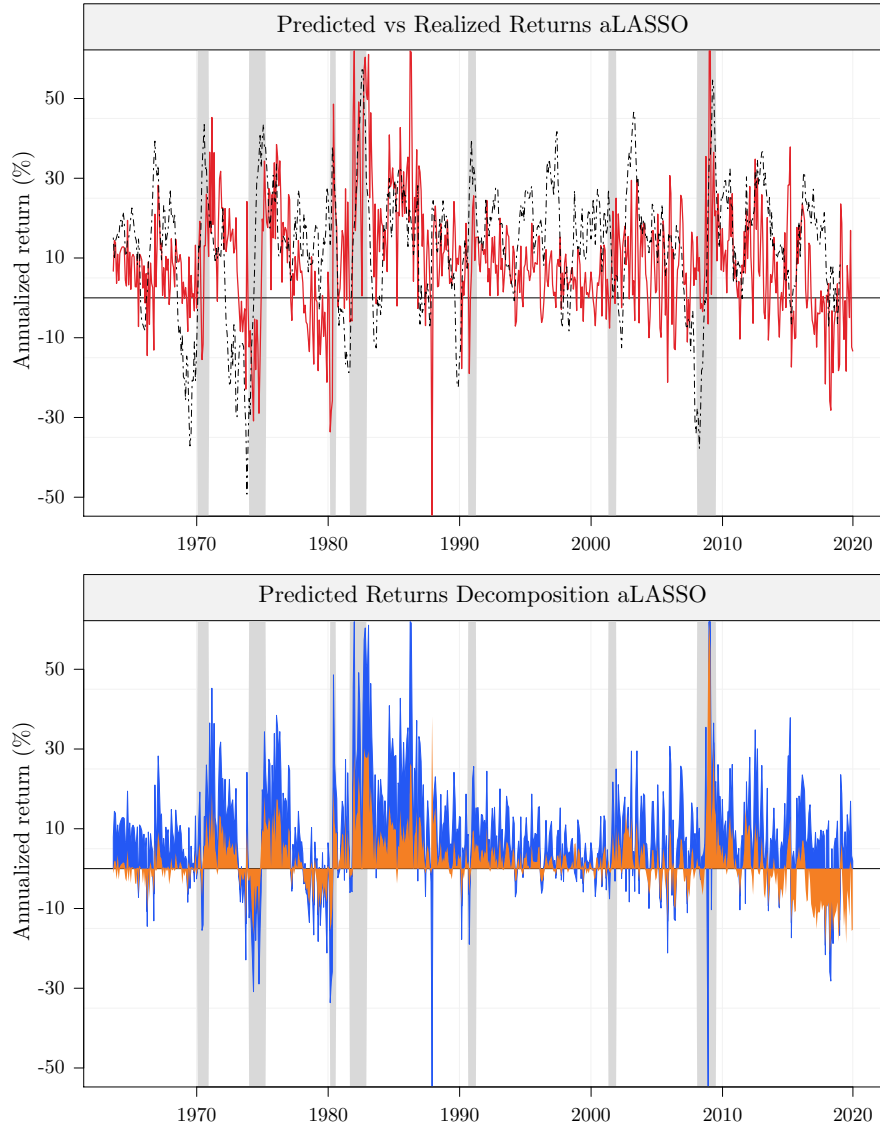 Predicted vs Realized Returns aLASSO
Annualized return (%)
50
30
10
-10
-30
-50
1970 1980 1990 2000 2010 2020
Predicted Returns Decomposition aLASSO
Annualized return (%)
50
30
10
-10
-30
-50
1970 1980 1990 2000 2010 2020